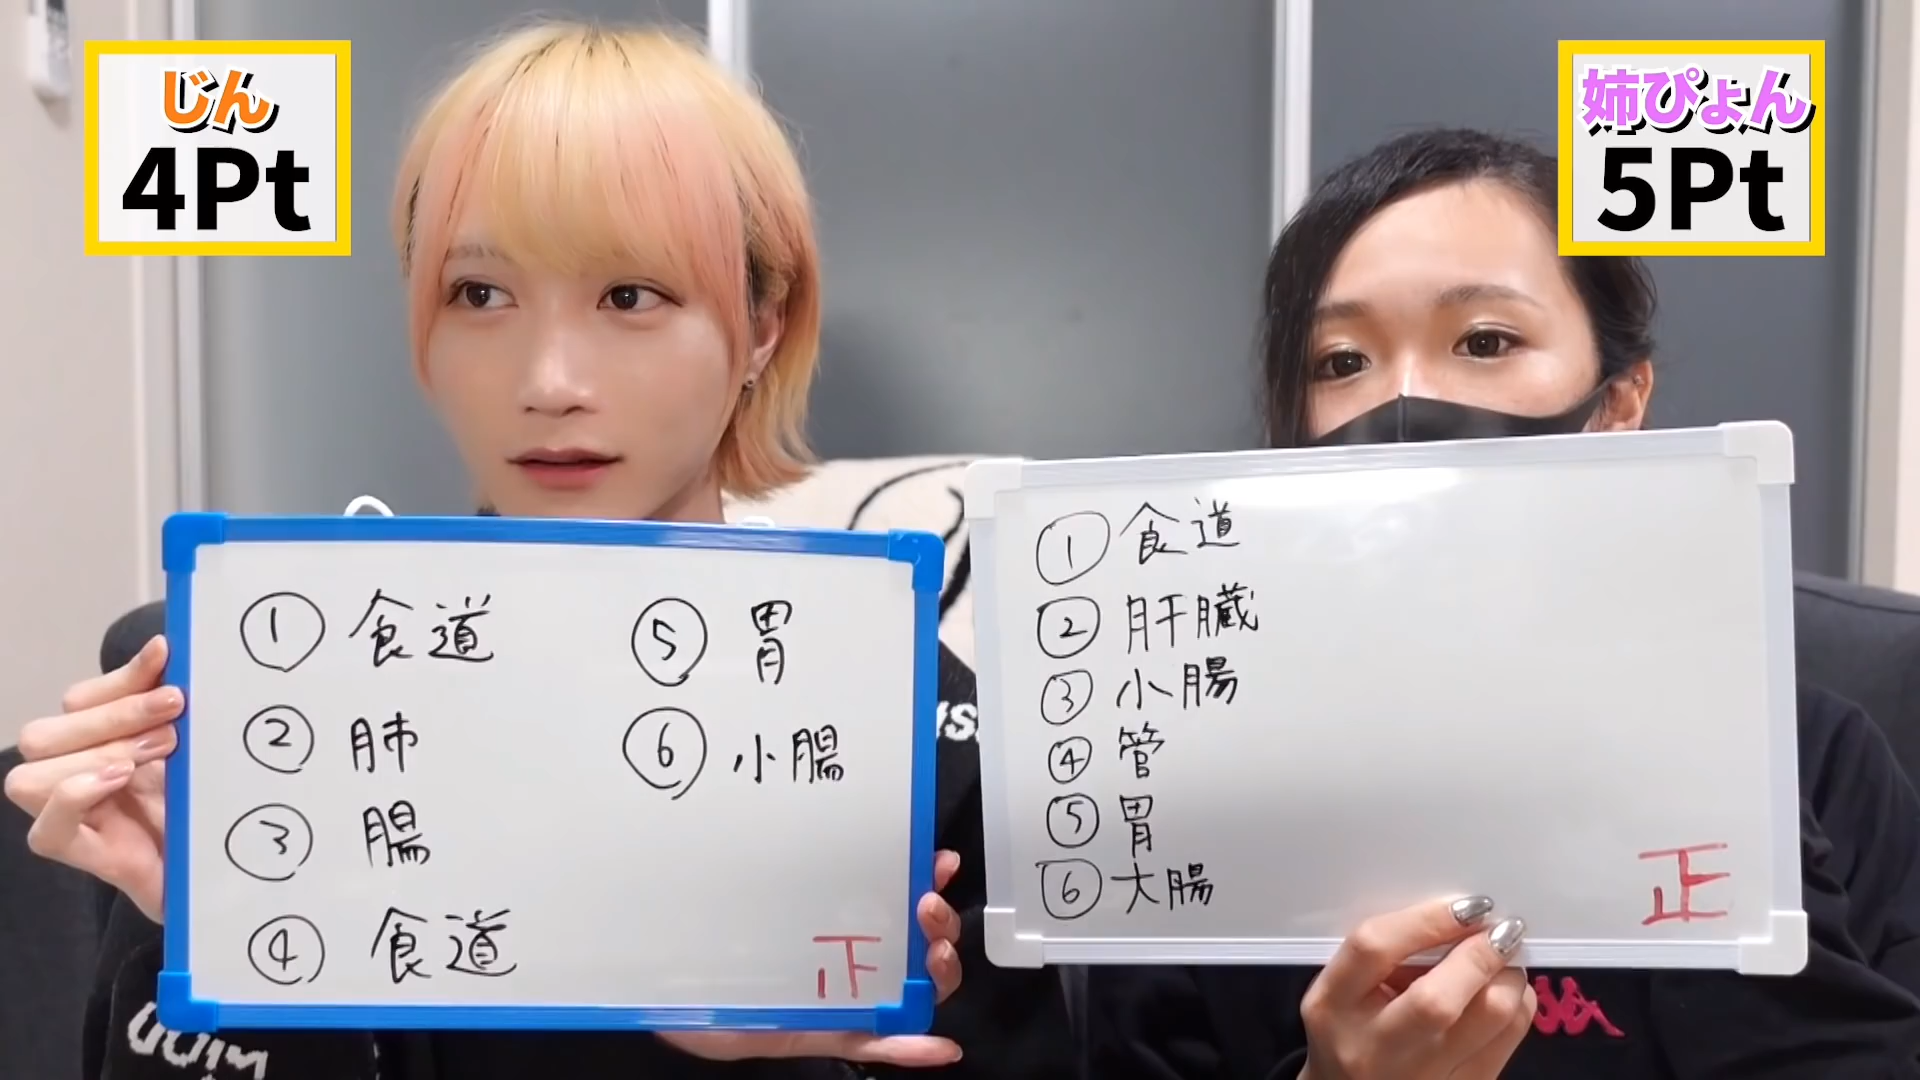 じん
4Pt
姉ぴょん
5Pt
① 食道
② 肺
③ 腸
④ 食道
⑤ 胃
⑥ 小腸
正
① 食道
② 肝臓
③ 小腸
④ 管
⑤ 胃
⑥ 大腸
正